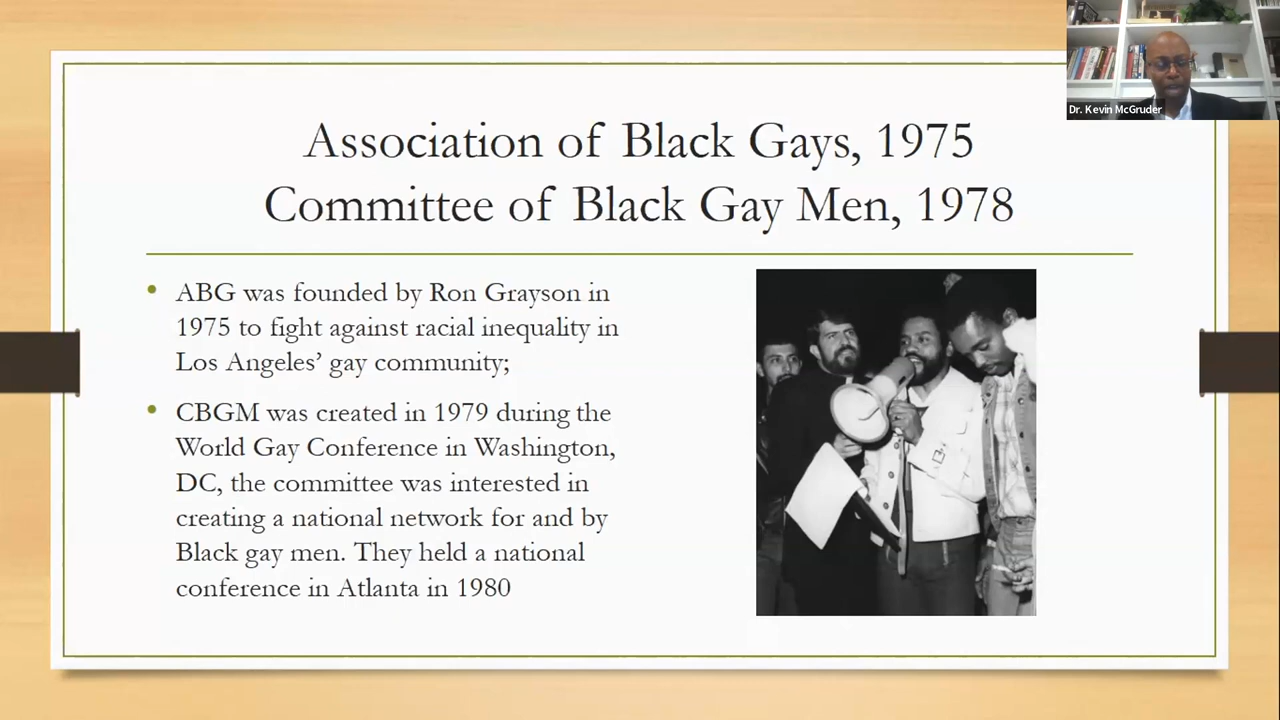 Dr. Kevin McGruder
Association of Black Gays, 1975
Committee of Black Gay Men, 1978
• ABG was founded by Ron Grayson in
1975 to fight against racial inequality in
Los Angeles’ gay community;
• CBGM was created in 1979 during the
World Gay Conference in Washington,
DC, the committee was interested in
creating a national network for and by
Black gay men. They held a national
conference in Atlanta in 1980